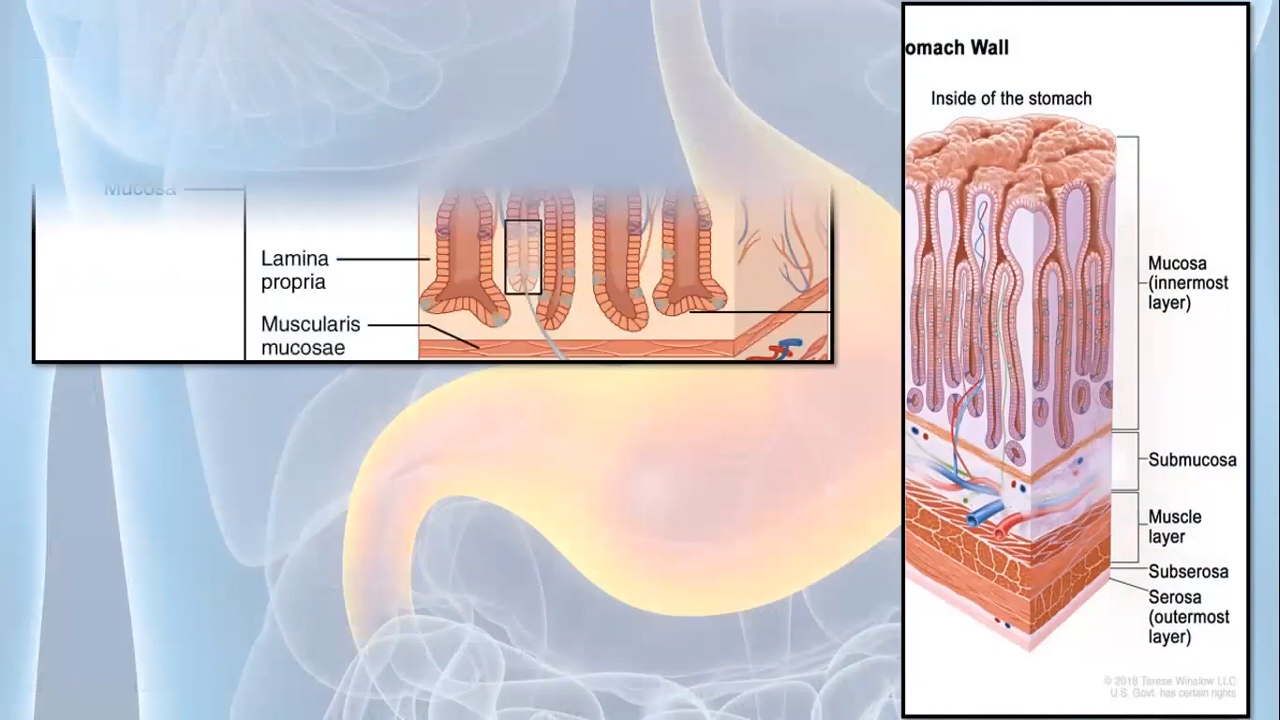 Mucosa
Lamina
propria
Muscularis
mucosae
omach Wall
Inside of the stomach
Mucosa
(innermost
layer)
Submucosa
Muscle
layer
Subserosa
Serosa
(outermost
layer)
© 2018 Terese Winslow LLC
U.S. Govt. has certain rights